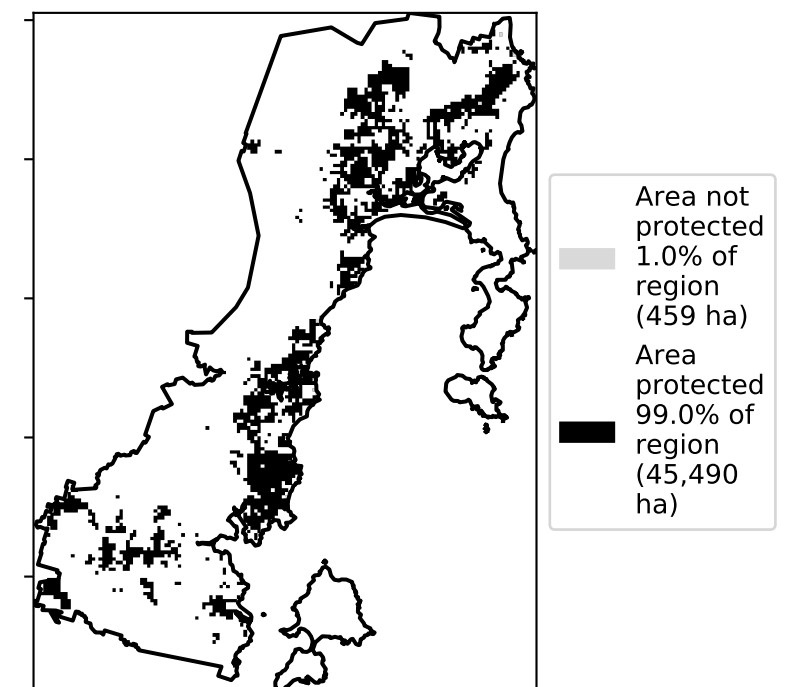 Area not
protected
1.0% of
region
(459 ha)
Area
protected
99.0% of
region
(45,490
ha)